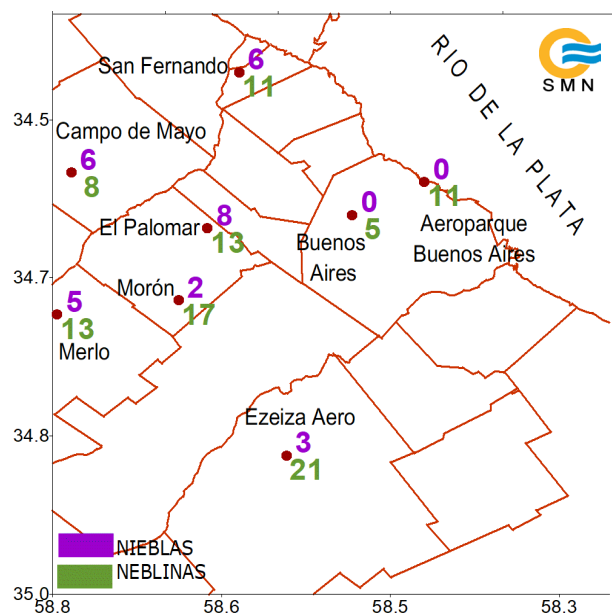 San Fernando
6
11
RIO DE LA PLATA
SMN
34.5
Campo de Mayo
6
8
0
11
Aeroparque
Buenos Aires
El Palomar
8
13
0
5
Buenos
Aires
34.7
Morón
2
17
5
13
Merlo
Ezeiza Aero
3
21
34.8
NIEBLAS
NEBLINAS
35.0
58.8
58.6
58.5
58.3